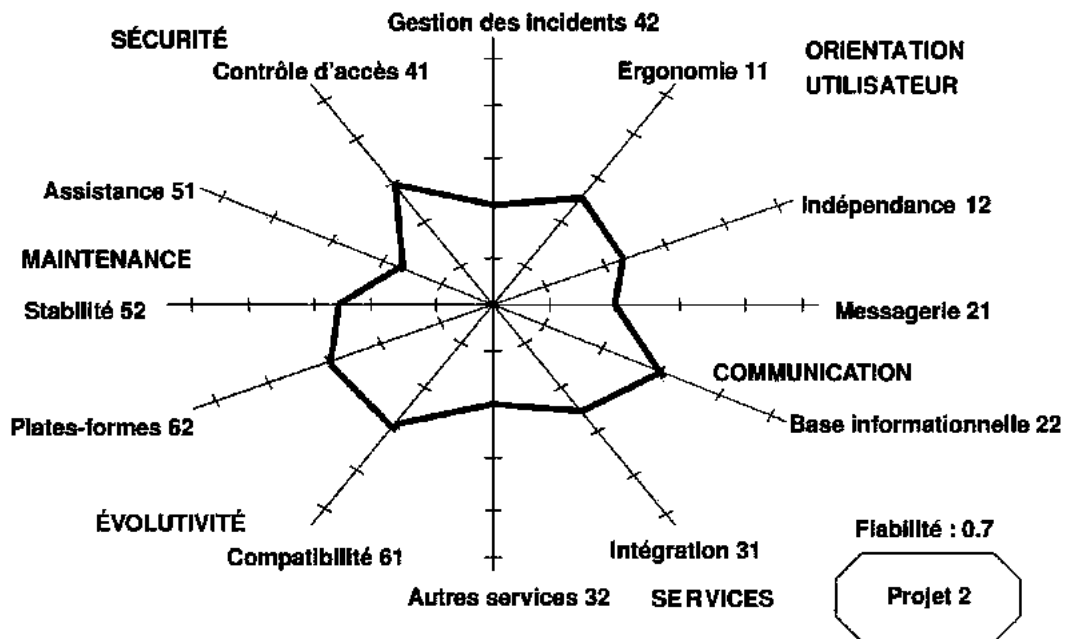 Gestion des incidents 42
SÉCURITÉ
Contrôle d'accès 41
Ergonomie 11
ORIENTATION
UTILISATEUR
Assistance 51
Indépendance 12
MAINTENANCE
Stabilité 52
Messagerie 21
COMMUNICATION
Plates-formes 62
Base informationnelle 22
ÉVOLUTIVITÉ
Compatibilité 61
Intégration 31
Fiabilité : 0.7
Autres services 32
SERVICES
Projet 2